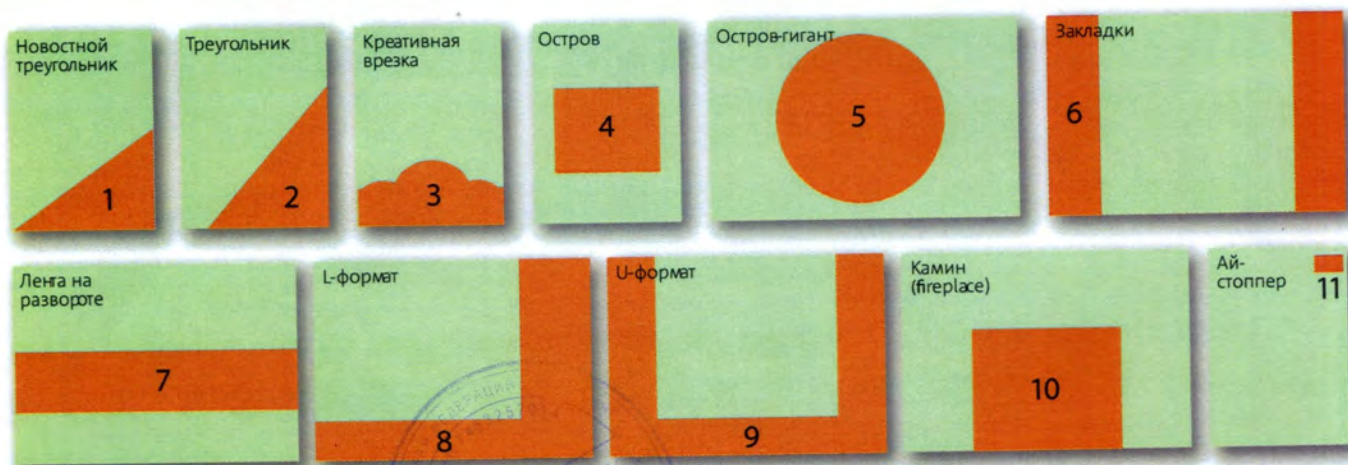 Новостной
треугольник
1
Треугольник
2
Креативная
врезка
3
Остров
4
Остров-гигант
5
Закладки
6
Лента на
развороте
7
L-формат
8
U-формат
9
Камин
(fireplace)
10
Ай-
стоппер
11